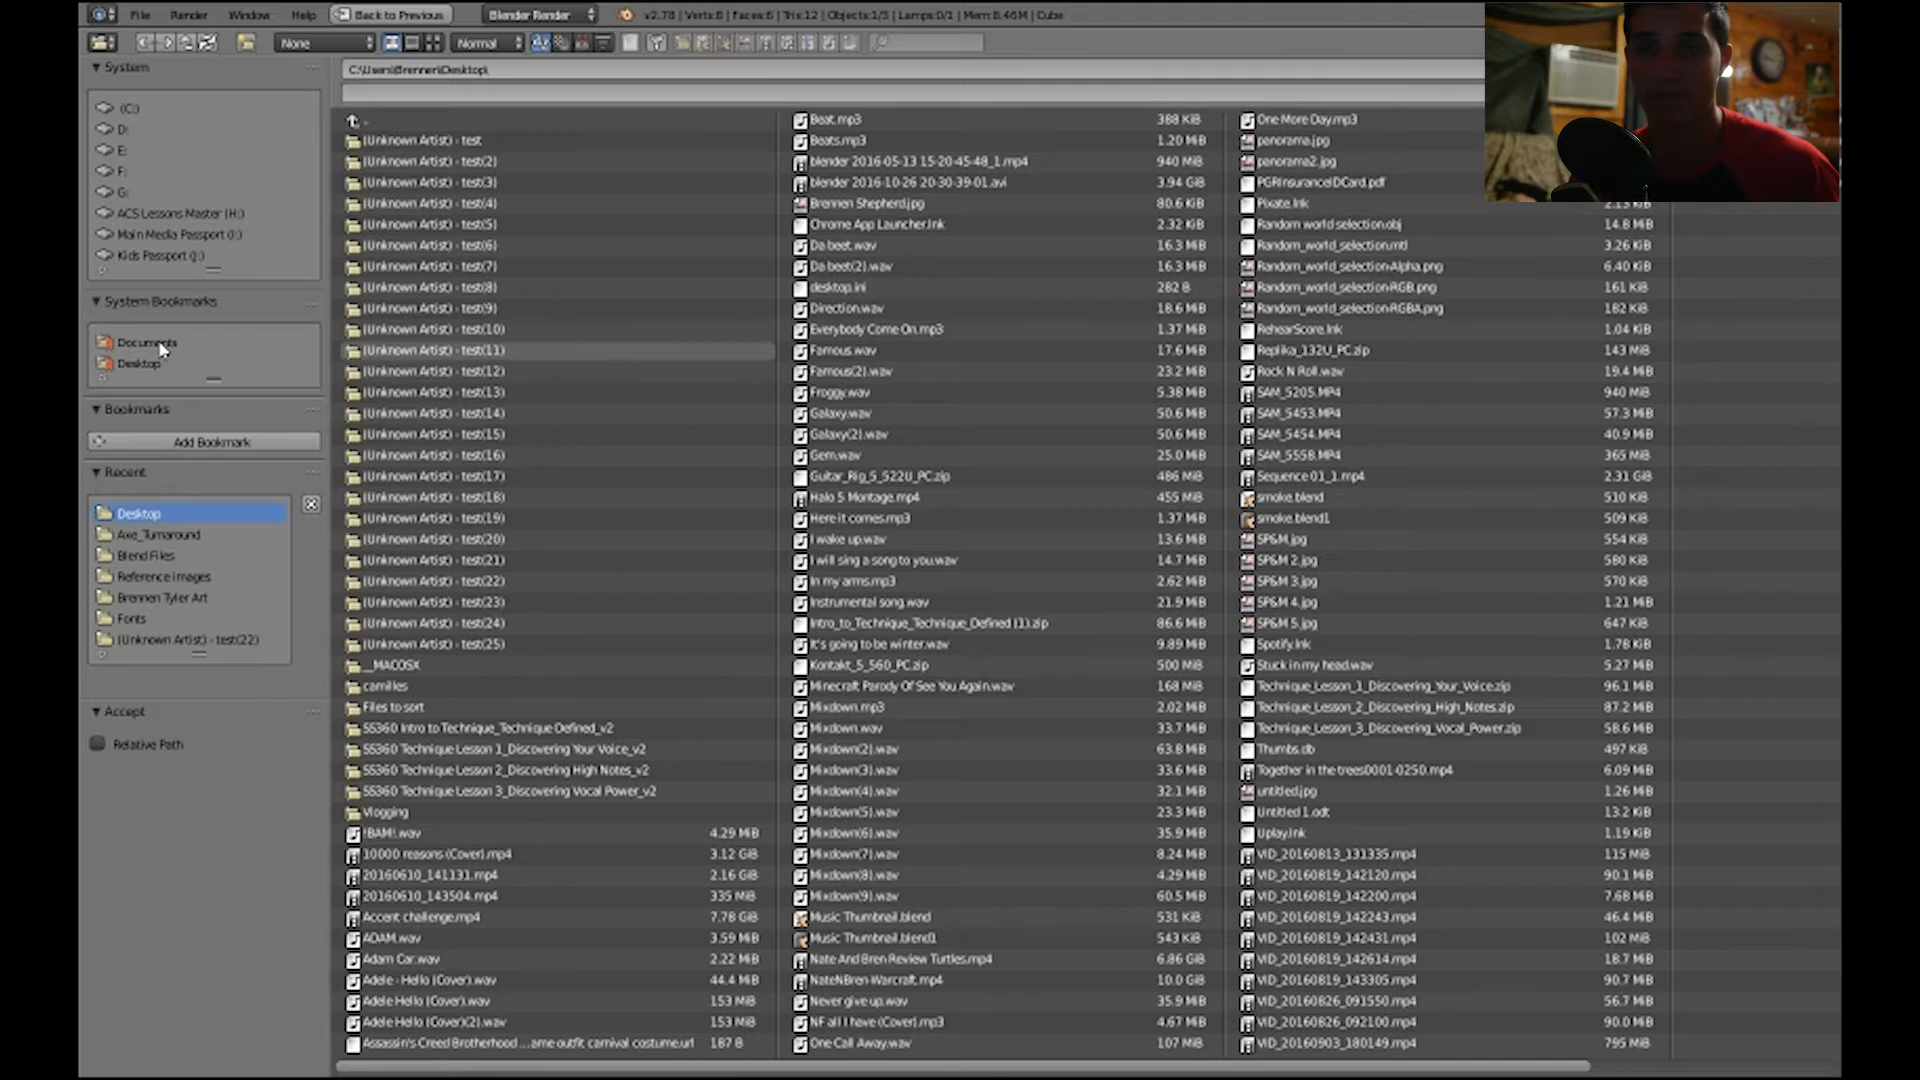 File Render Window Help Back to Previous Blender Render v2.78 | Verts:8 | Faces:6 | Tris:12 | Objects:1/3 | Lamps:0/1 | Mem:8.46M | Cube
None Normal
System
C:\Users\Brennen\Desktop\
(C:)
D:
E:
F:
G:
ACS Lessons Master (H:)
Main Media Passport (I:)
Kids Passport (J:)
System Bookmarks
Documents
Desktop
Bookmarks
Add Bookmark
Recent
Desktop
Axe_Turnaround
Blend Files
Reference images
Brennen Tyler Art
Fonts
(Unknown Artist) - test(22)
Accept
Relative Path
..
(Unknown Artist) - test
(Unknown Artist) - test(2)
(Unknown Artist) - test(3)
(Unknown Artist) - test(4)
(Unknown Artist) - test(5)
(Unknown Artist) - test(6)
(Unknown Artist) - test(7)
(Unknown Artist) - test(8)
(Unknown Artist) - test(9)
(Unknown Artist) - test(10)
(Unknown Artist) - test(11)
(Unknown Artist) - test(12)
(Unknown Artist) - test(13)
(Unknown Artist) - test(14)
(Unknown Artist) - test(15)
(Unknown Artist) - test(16)
(Unknown Artist) - test(17)
(Unknown Artist) - test(18)
(Unknown Artist) - test(19)
(Unknown Artist) - test(20)
(Unknown Artist) - test(21)
(Unknown Artist) - test(22)
(Unknown Artist) - test(23)
(Unknown Artist) - test(24)
(Unknown Artist) - test(25)
__MACOSX
camilles
Files to sort
SS360 Intro to Technique_Technique Defined_v2
SS360 Technique Lesson 1_Discovering Your Voice_v2
SS360 Technique Lesson 2_Discovering High Notes_v2
SS360 Technique Lesson 3_Discovering Vocal Power_v2
Vlogging
!BAM!.wav 4.29 MiB
10000 reasons (Cover).mp4 3.12 GiB
20160610_141131.mp4 2.16 GiB
20160610_143504.mp4 335 MiB
Accent challenge.mp4 7.78 GiB
ADAM.wav 3.59 MiB
Adam Car.wav 2.22 MiB
Adele - Hello (Cover).wav 44.4 MiB
Adele Hello (Cover).wav 153 MiB
Adele Hello (Cover)(2).wav 153 MiB
Assassin's Creed Brotherhood ...ame outfit carnival costume.url 187 B
Beat.mp3 388 KiB
Beats.mp3 1.20 MiB
blender 2016-05-13 15-20-45-48_1.mp4 940 MiB
blender 2016-10-26 20-30-39-01.avi 3.94 GiB
Brennen Shepherd.jpg 80.6 KiB
Chrome App Launcher.lnk 2.32 KiB
Da beet.wav 16.3 MiB
Da beet(2).wav 16.3 MiB
desktop.ini 282 B
Direction.wav 18.6 MiB
Everybody Come On.mp3 1.37 MiB
Famous.wav 17.6 MiB
Famous(2).wav 23.2 MiB
Froggy.wav 5.38 MiB
Galaxy.wav 50.6 MiB
Galaxy(2).wav 50.6 MiB
Gem.wav 25.0 MiB
Guitar_Rig_5_522U_PC.zip 486 MiB
Halo 5 Montage.mp4 455 MiB
Here it comes.mp3 1.37 MiB
I wake up.wav 13.6 MiB
I will sing a song to you.wav 14.7 MiB
In my arms.mp3 2.62 MiB
Instrumental song.wav 21.9 MiB
Intro_to_Technique_Technique_Defined (1).zip 86.6 MiB
It's going to be winter.wav 9.89 MiB
Kontakt_5_560_PC.zip 500 MiB
Minecraft Parody Of See You Again.wav 168 MiB
Mixdown.mp3 2.02 MiB
Mixdown.wav 33.7 MiB
Mixdown(2).wav 63.8 MiB
Mixdown(3).wav 33.6 MiB
Mixdown(4).wav 32.1 MiB
Mixdown(5).wav 23.3 MiB
Mixdown(6).wav 35.9 MiB
Mixdown(7).wav 8.24 MiB
Mixdown(8).wav 4.29 MiB
Mixdown(9).wav 60.5 MiB
Music Thumbnail.blend 531 KiB
Music Thumbnail.blend1 543 KiB
Nate And Bren Review Turtles.mp4 6.86 GiB
NateNBren-Warcraft.mp4 10.0 GiB
Never give up.wav 35.9 MiB
NF all I have (Cover).mp3 4.67 MiB
One Call Away.wav 107 MiB
One More Day.mp3
panorama.jpg
panorama2.jpg
PGRInsuranceIDCard.pdf
Pixate.lnk 2.13 KiB
Random world selection.obj 14.8 MiB
Random_world_selection.mtl 3.26 KiB
Random_world_selection-Alpha.png 6.40 KiB
Random_world_selection-RGB.png 161 KiB
Random_world_selection-RGBA.png 182 KiB
RehearScore.lnk 1.04 KiB
Replika_132U_PC.zip 143 MiB
Rock N Roll.wav 19.4 MiB
SAM_5205.MP4 940 MiB
SAM_5453.MP4 57.3 MiB
SAM_5454.MP4 40.9 MiB
SAM_5558.MP4 365 MiB
Sequence 01_1.mp4 2.31 GiB
smoke.blend 510 KiB
smoke.blend1 509 KiB
SP&M.jpg 554 KiB
SP&M 2.jpg 580 KiB
SP&M 3.jpg 570 KiB
SP&M 4.jpg 1.21 MiB
SP&M 5.jpg 647 KiB
Spotify.lnk 1.78 KiB
Stuck in my head.wav 5.27 MiB
Technique_Lesson_1_Discovering_Your_Voice.zip 96.1 MiB
Technique_Lesson_2_Discovering_High_Notes.zip 87.2 MiB
Technique_Lesson_3_Discovering_Vocal_Power.zip 58.6 MiB
Thumbs.db 497 KiB
Together in the trees0001-0250.mp4 6.09 MiB
untitled.jpg 1.26 MiB
Untitled 1.odt 13.2 KiB
Uplay.lnk 1.19 KiB
VID_20160813_131335.mp4 115 MiB
VID_20160819_142120.mp4 90.1 MiB
VID_20160819_142200.mp4 7.68 MiB
VID_20160819_142243.mp4 46.4 MiB
VID_20160819_142431.mp4 102 MiB
VID_20160819_142614.mp4 18.7 MiB
VID_20160819_143305.mp4 90.7 MiB
VID_20160826_091550.mp4 56.7 MiB
VID_20160826_092100.mp4 90.0 MiB
VID_20160903_180149.mp4 795 MiB